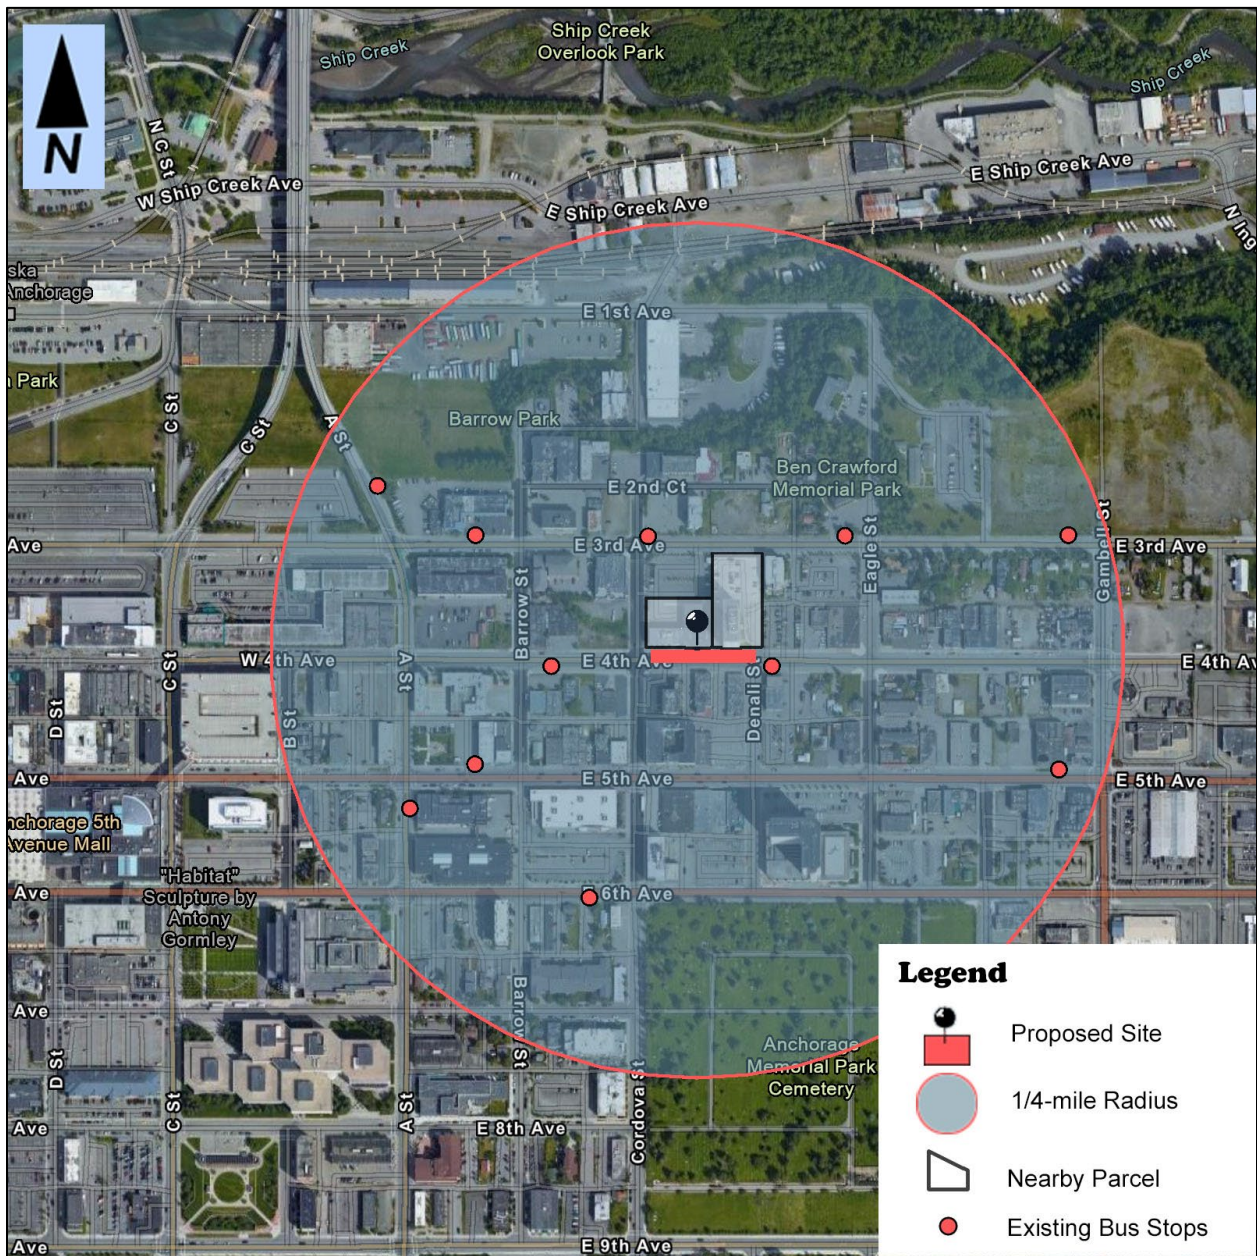 Ship Creek
Overlook Park
Ship Creek
Ship Creek
N
N C St
W Ship Creek Ave
E Ship Creek Ave
E Ship Creek Ave
N Ing
ska
Anchorage
E 1st Ave
Park
C St
C St
A St
Barrow Park
Ben Crawford
Memorial Park
E 2nd Ct
Ave
E 3rd Ave
E 3rd Ave
Gambell St
Eagle St
Barrow St
W 4th Ave
E 4th Ave
E 4th Av
A St
C St
D St
B St
Denali St
Ave
E 5th Ave
E 5th Ave
nchorage 5th
Avenue Mall
"Habitat"
Sculpture by
Antony
Gormley
Ave
6th Ave
Ave
Barrow St
Anchorage
Memorial Park
Cemetery
D St
C St
A St
Cordova St
Ave
E 8th Ave
Ave
E 9th Ave
Legend
Proposed Site
1/4-mile Radius
Nearby Parcel
Existing Bus Stops